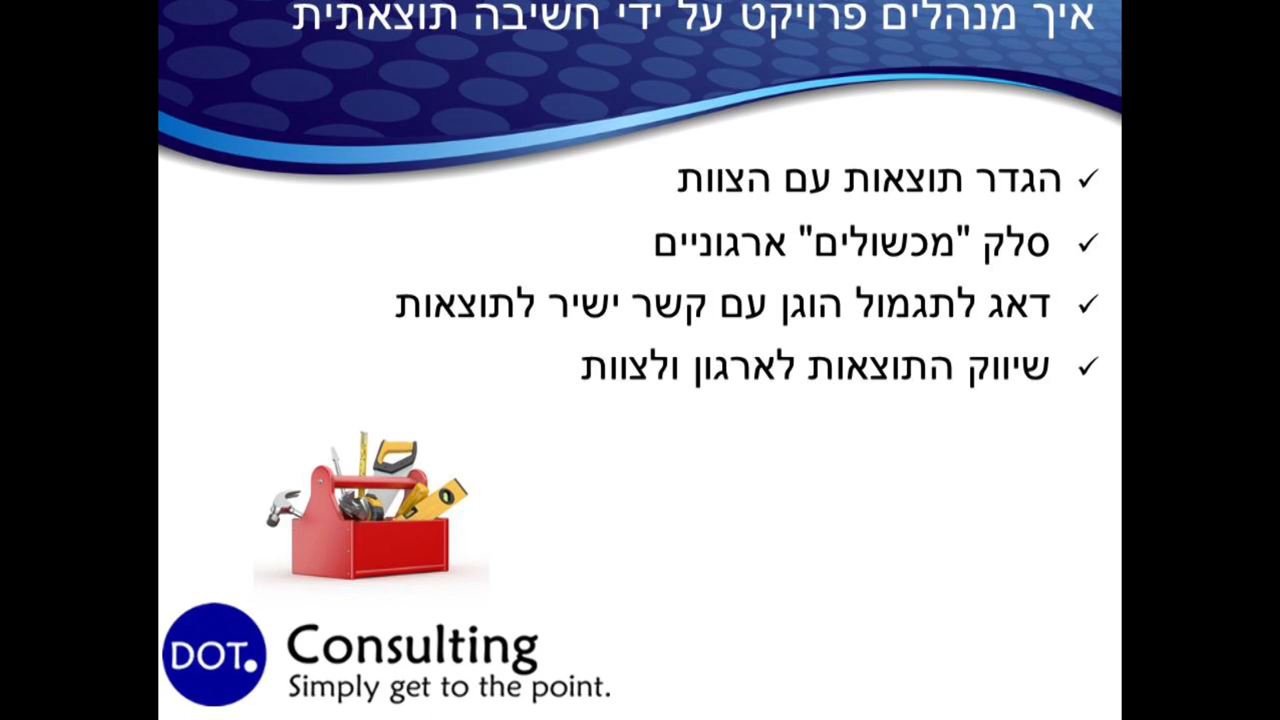 איך מנהלים פרויקט על ידי חשיבה תוצאתית
✓ הגדר תוצאות עם הצוות
✓ סלק "מכשולים" ארגוניים
✓ דאג לתגמול הוגן עם קשר ישיר לתוצאות
✓ שיווק התוצאות לארגון ולצוות
DOT. Consulting
Simply get to the point.